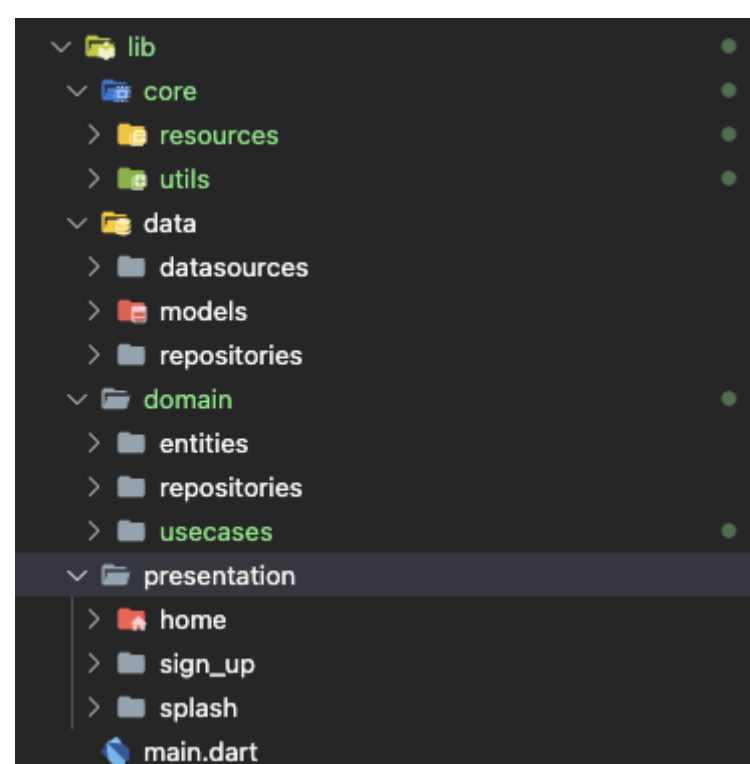 lib
core
resources
utils
data
datasources
models
repositories
domain
entities
repositories
usecases
presentation
home
sign_up
splash
main.dart